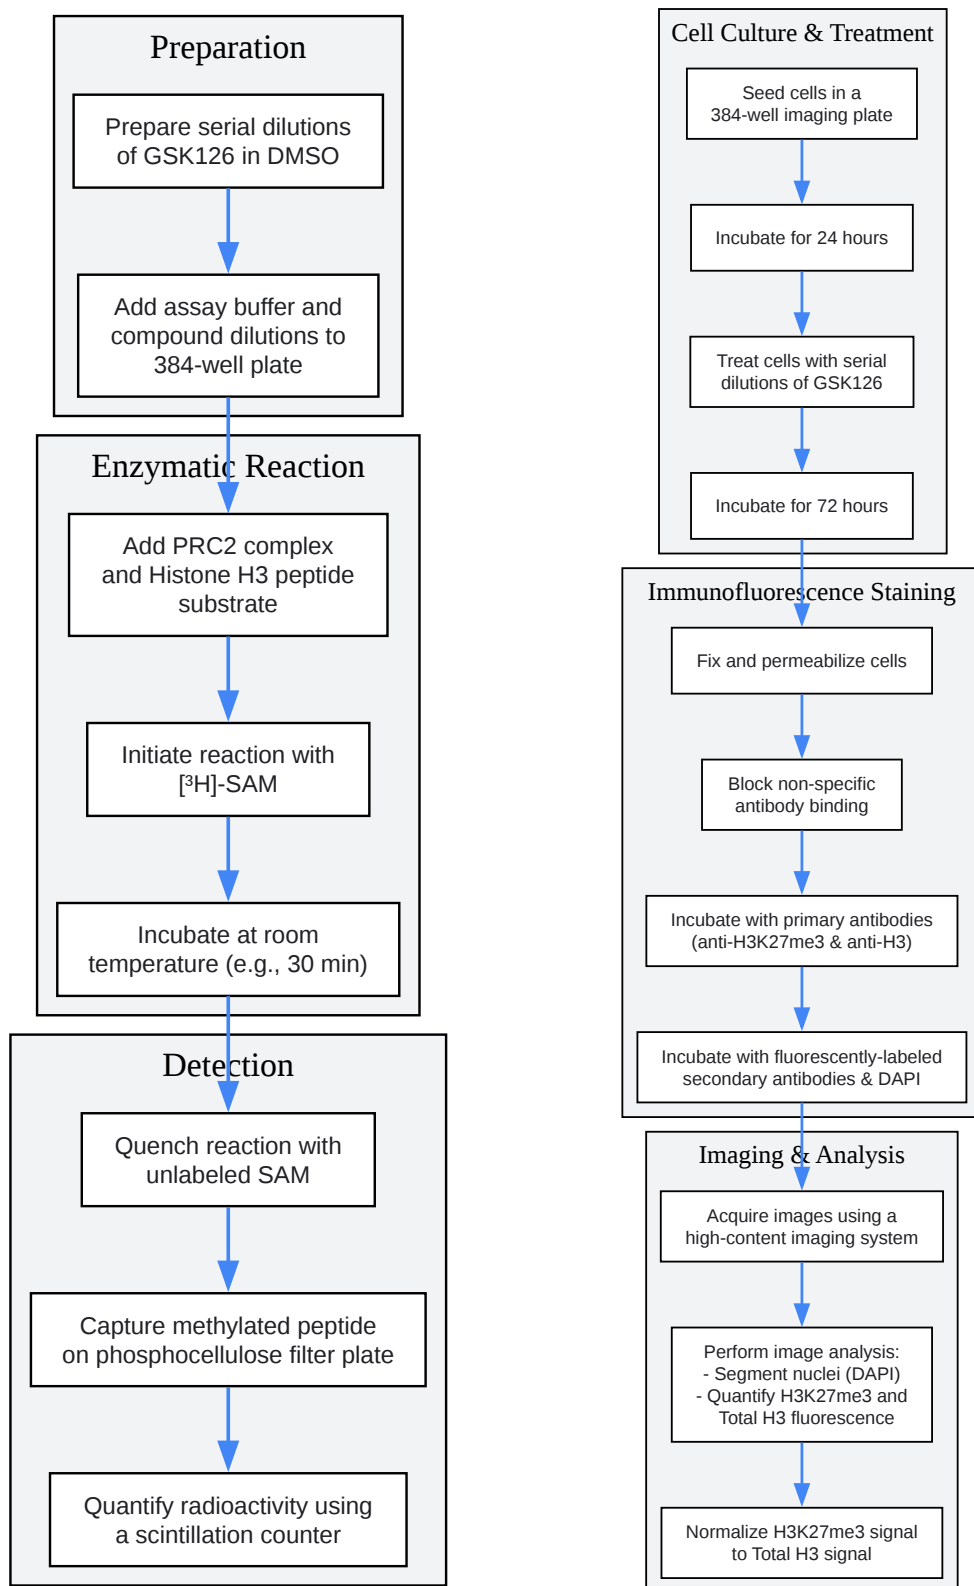 Preparation
Prepare serial dilutions
of GSK126 in DMSO
Add assay buffer and
compound dilutions to
384-well plate
Enzymatic Reaction
Add PRC2 complex
and Histone H3 peptide
substrate
Initiate reaction with
[³H]-SAM
Incubate at room
temperature (e.g., 30 min)
Detection
Quench reaction with
unlabeled SAM
Capture methylated peptide
on phosphocellulose filter plate
Quantify radioactivity using
a scintillation counter
Cell Culture & Treatment
Seed cells in a
384-well imaging plate
Incubate for 24 hours
Treat cells with serial
dilutions of GSK126
Incubate for 72 hours
Immunofluorescence Staining
Fix and permeabilize cells
Block non-specific
antibody binding
Incubate with primary antibodies
(anti-H3K27me3 & anti-H3)
Incubate with fluorescently-labeled
secondary antibodies & DAPI
Imaging & Analysis
Acquire images using a
high-content imaging system
Perform image analysis:
- Segment nuclei (DAPI)
- Quantify H3K27me3 and
Total H3 fluorescence
Normalize H3K27me3 signal
to Total H3 signal